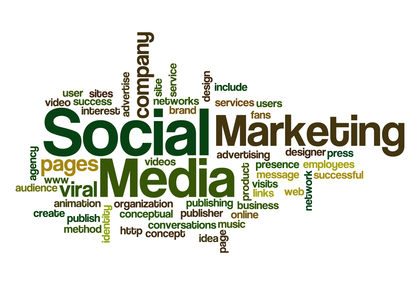 company
advertise
site
service
design
include
user sites
video success
interest
networks
brand
services users
fans
Social Marketing
agency
pages
www
audience viral
Media
videos
advertising
designer press
presence employees
message successful
product
visits
links
web
network
animation organization publishing business
create publish identity conceptual publisher online
method http concept conversations music
idea page